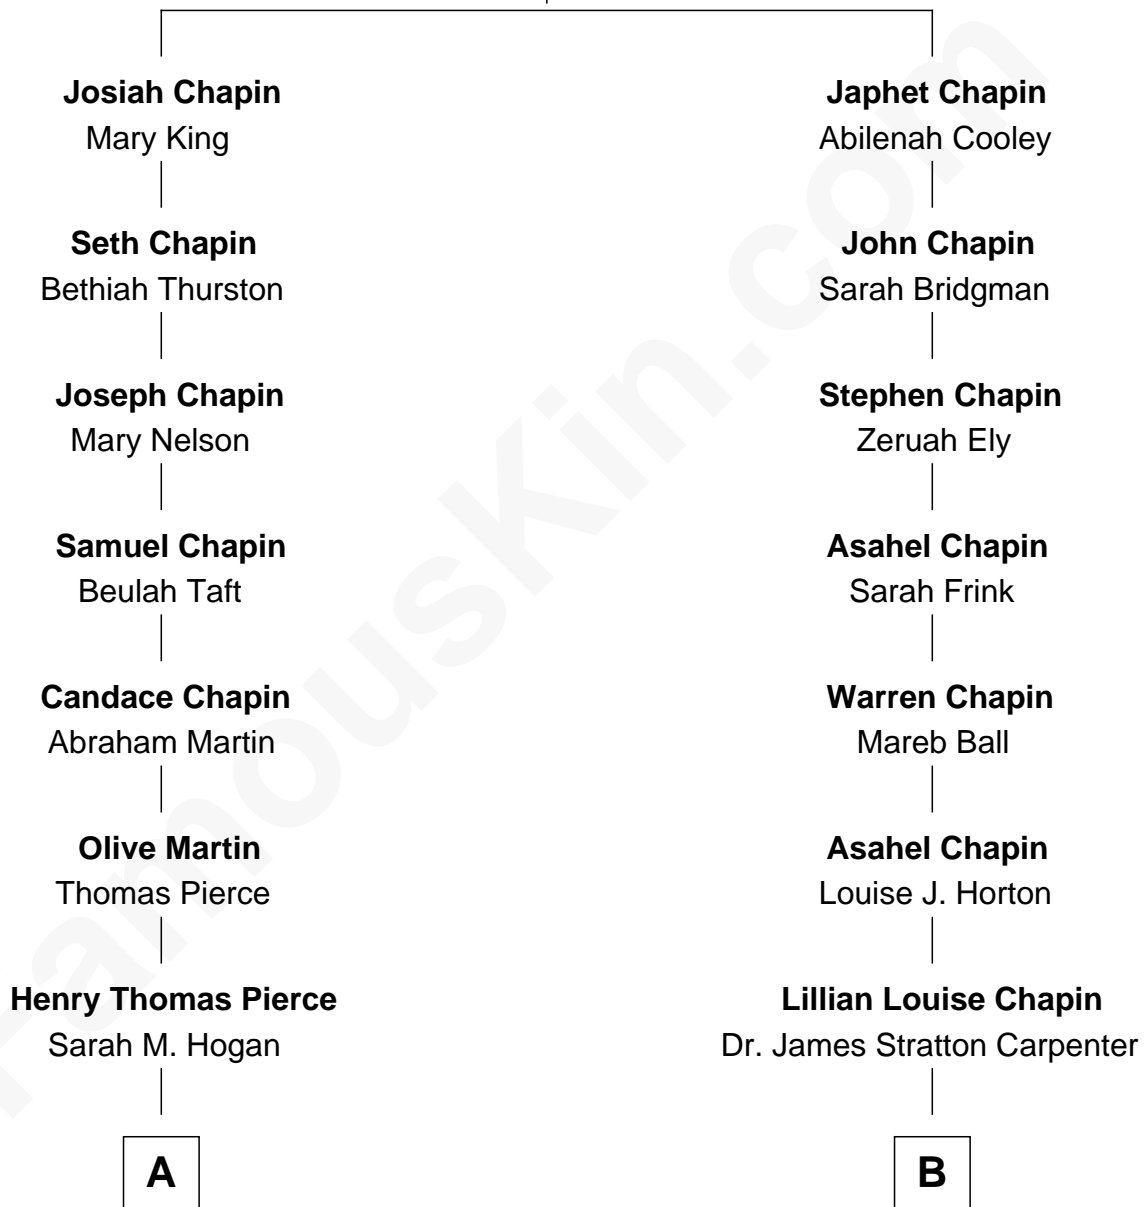 Josiah Chapin
Mary King
Japhet Chapin
Abilenah Cooley
Seth Chapin
Bethiah Thurston
John Chapin
Sarah Bridgman
Joseph Chapin
Mary Nelson
Stephen Chapin
Zeruah Ely
Samuel Chapin
Beulah Taft
Asahel Chapin
Sarah Frink
Candace Chapin
Abraham Martin
Warren Chapin
Mareb Ball
Olive Martin
Thomas Pierce
Asahel Chapin
Louise J. Horton
Henry Thomas Pierce
Sarah M. Hogan
Lillian Louise Chapin
Dr. James Stratton Carpenter
A
B
FamousKin.com